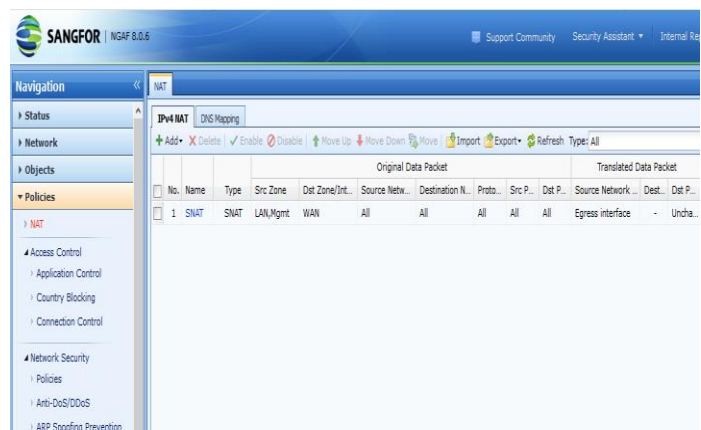 SANGFOR | NGAF 8.0.6
Support Community Security Assistant Internal Re
Navigation
NAT
Status
Network
Objects
Policies
NAT
Access Control
Application Control
Country Blocking
Connection Control
Network Security
Policies
Anti-DoS/DDoS
ARP Spoofing Prevention
IPv4 NAT DNS Mapping
Add Delete Enable Disable Move Up Move Down Move Import Export Refresh Type: All
Original Data Packet Translated Data Packet
No. Name Type Src Zone Dst Zone/Int... Source Netw... Destination N... Proto... Src P... Dst P... Source Network ... Dest... Dst P...
1 SNAT SNAT LAN,Mgmt WAN All All All All All Egress interface - Uncha...